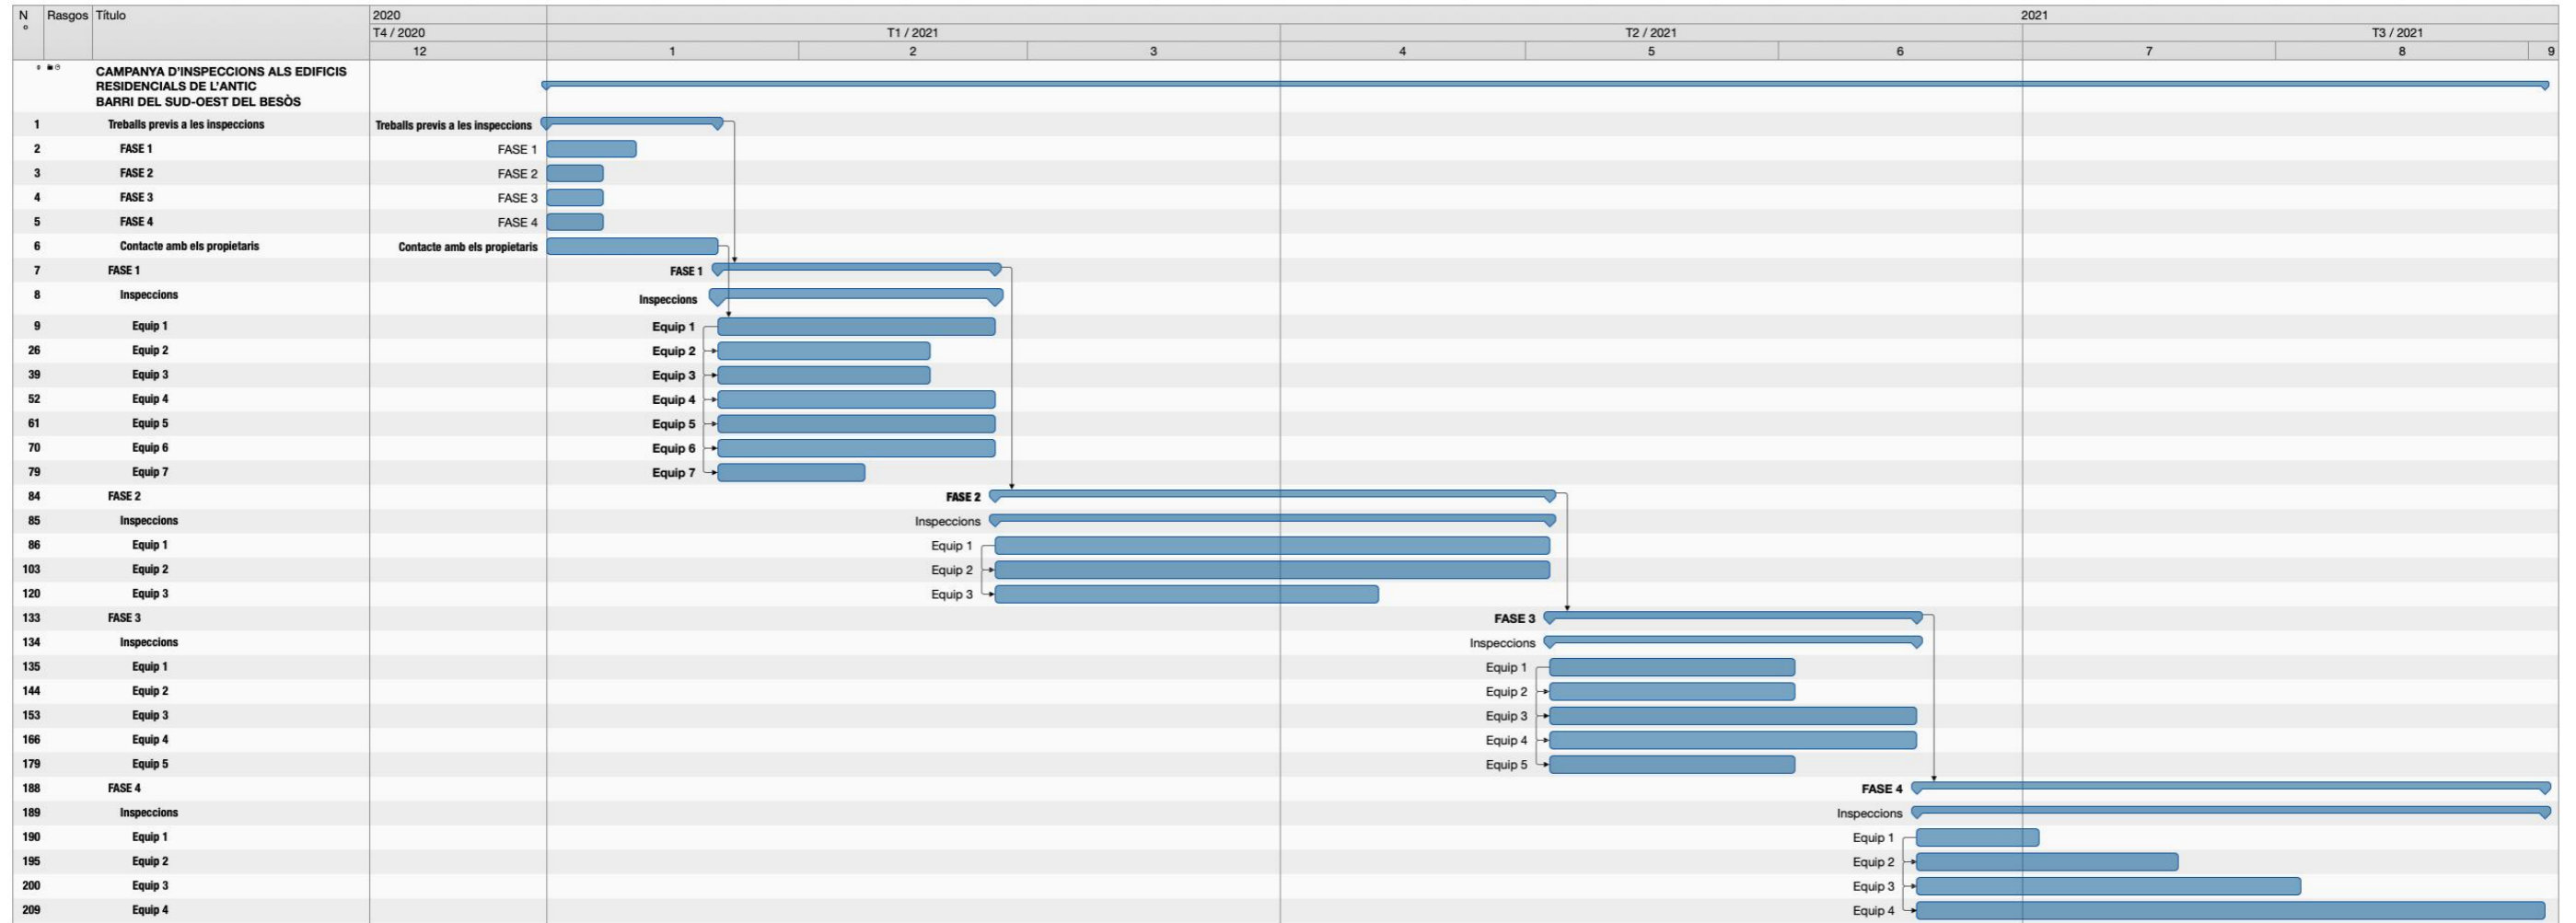 Nº Rasgos Título 2020 2021
T4 / 2020 T1 / 2021 T2 / 2021 T3 / 2021
12 1 2 3 4 5 6 7 8 9
CAMPANYA D'INSPECCIONS ALS EDIFICIS
RESIDENCIALS DE L'ANTIC
BARRI DEL SUD-OEST DEL BESÒS
1 Treballs previs a les inspeccions Treballs previs a les inspeccions
2 FASE 1 FASE 1
3 FASE 2 FASE 2
4 FASE 3 FASE 3
5 FASE 4 FASE 4
6 Contacte amb els propietaris Contacte amb els propietaris
7 FASE 1 FASE 1
8 Inspeccions Inspeccions
9 Equip 1 Equip 1
26 Equip 2 Equip 2
39 Equip 3 Equip 3
52 Equip 4 Equip 4
61 Equip 5 Equip 5
70 Equip 6 Equip 6
79 Equip 7 Equip 7
84 FASE 2 FASE 2
85 Inspeccions Inspeccions
86 Equip 1 Equip 1
103 Equip 2 Equip 2
120 Equip 3 Equip 3
133 FASE 3 FASE 3
134 Inspeccions Inspeccions
135 Equip 1 Equip 1
144 Equip 2 Equip 2
153 Equip 3 Equip 3
166 Equip 4 Equip 4
179 Equip 5 Equip 5
188 FASE 4 FASE 4
189 Inspeccions Inspeccions
190 Equip 1 Equip 1
195 Equip 2 Equip 2
200 Equip 3 Equip 3
209 Equip 4 Equip 4